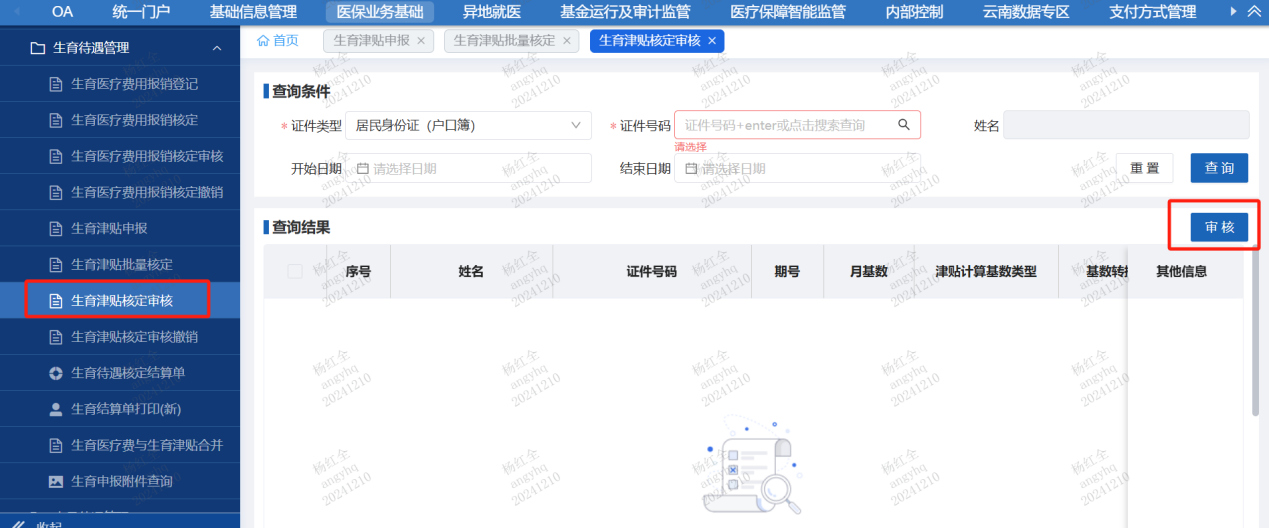 OA 统一门户 基础信息管理 医保业务基础 异地就医 基金运行及审计监管 医疗保障智能监管 内部控制 云南数据专区 支付方式管理
生育待遇管理
生育医疗费用报销登记
生育医疗费用报销核定
生育医疗费用报销核定审核
生育医疗费用报销核定撤销
生育津贴申报
生育津贴批量核定
生育津贴核定审核
生育津贴核定审核撤销
生育待遇核定结算单
生育结算单打印(新)
生育医疗费与生育津贴合并
生育申报附件查询
收起
首页 生育津贴申报 × 生育津贴批量核定 × 生育津贴核定审核 ×
查询条件
* 证件类型 居民身份证（户口簿） * 证件号码 证件号码+enter或点击搜索查询 姓名
请选择
开始日期 请选择日期 结束日期 请选择日期 重置 查询
查询结果 审核
序号 姓名 证件号码 期号 月基数 津贴计算基数类型 基数转 其他信息
杨红全
angyhq
20241210